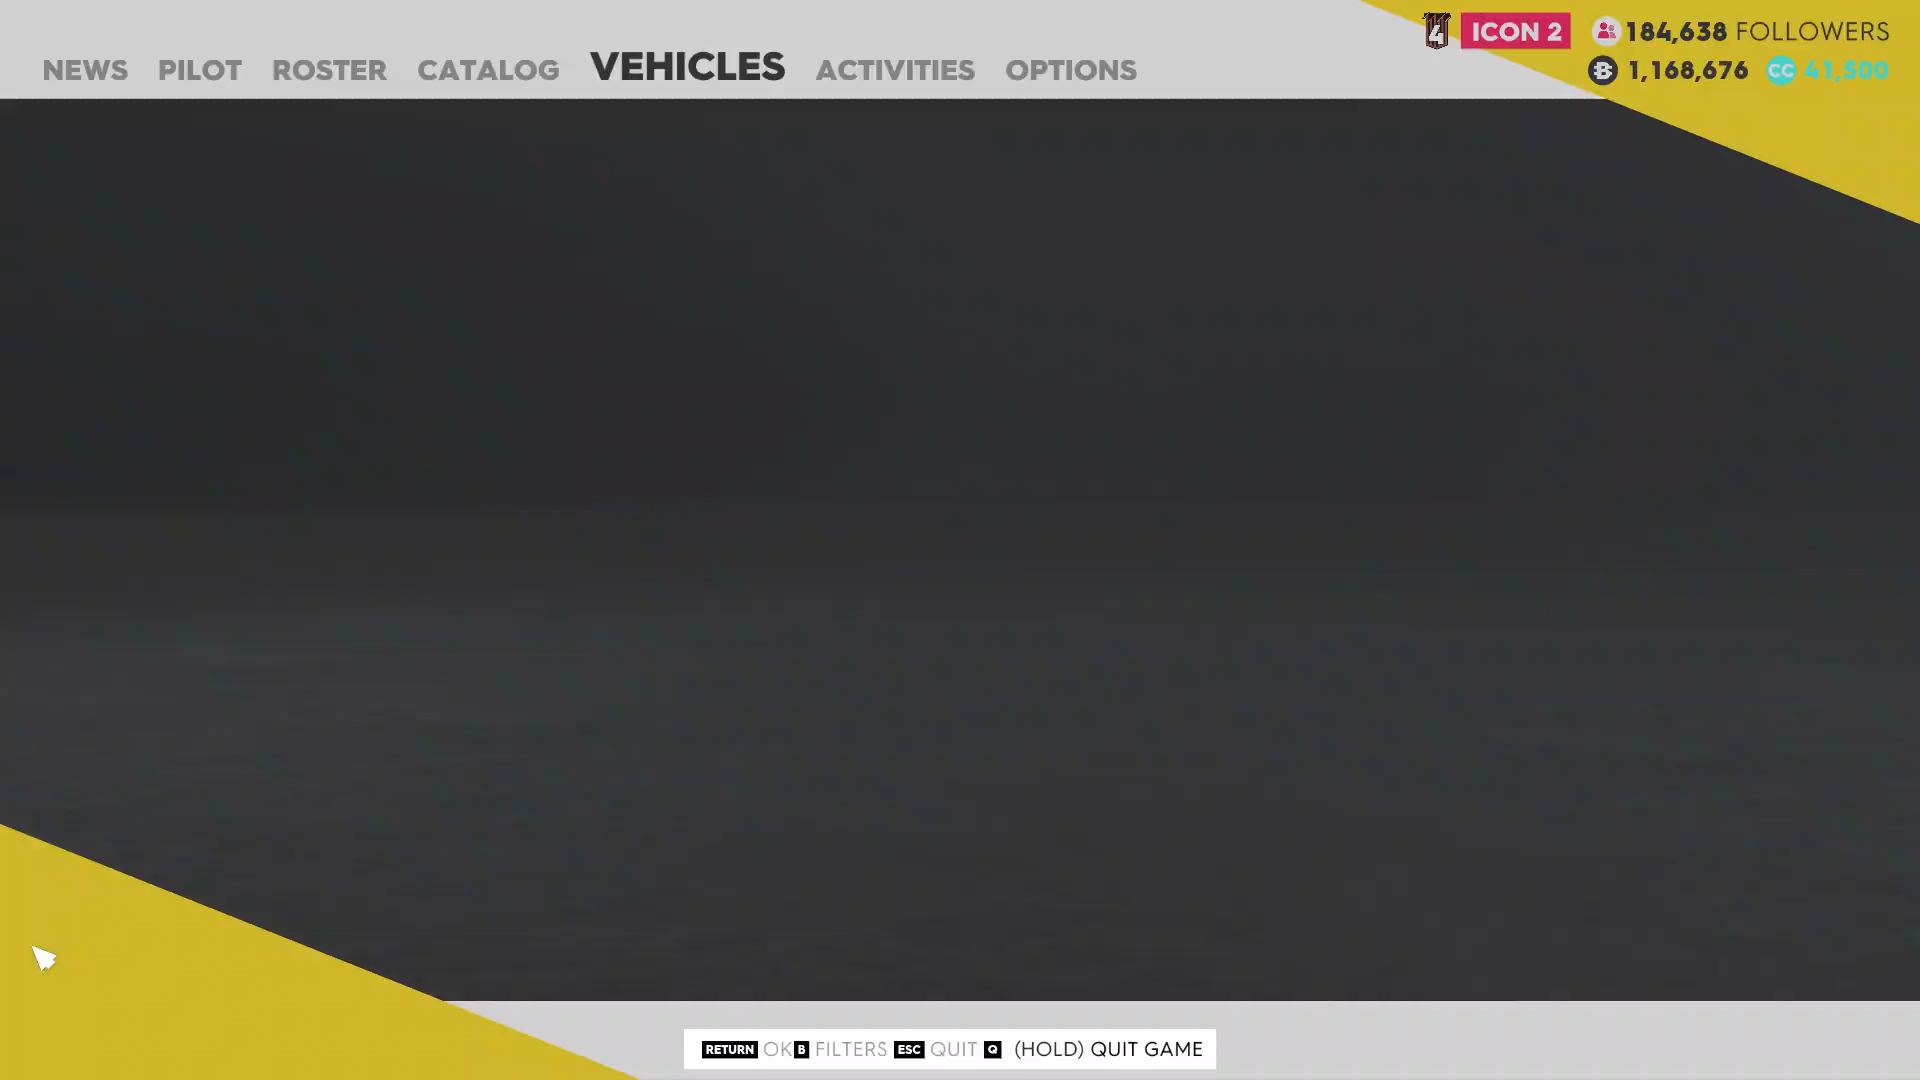 4 ICON 2 184,638 FOLLOWERS
NEWS PILOT ROSTER CATALOG VEHICLES ACTIVITIES OPTIONS B 1,168,676 CC 41,500
RETURN OK B FILTERS ESC QUIT Q (HOLD) QUIT GAME